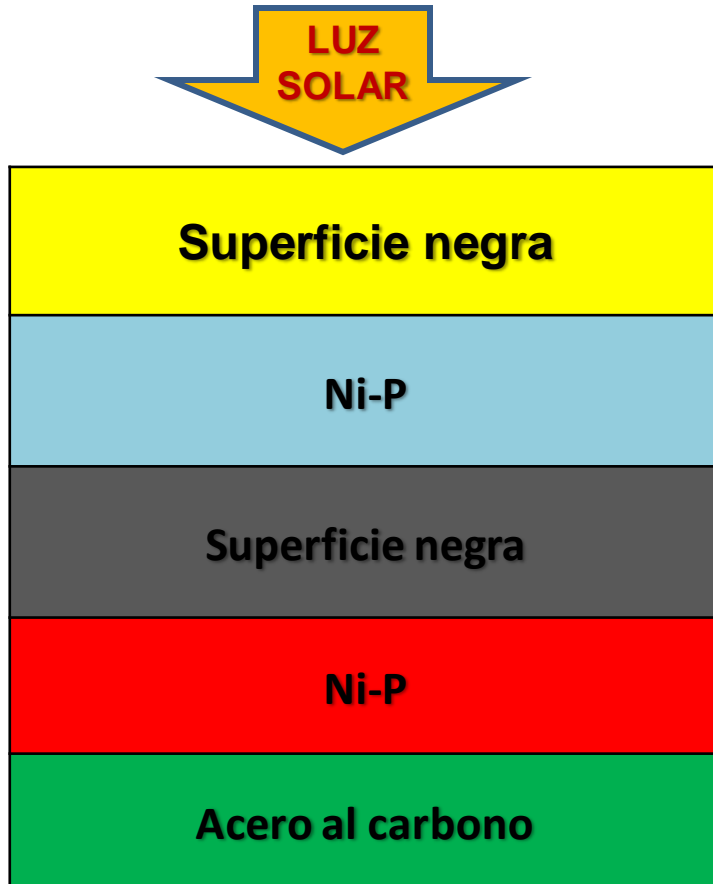 LUZ
SOLAR
Superficie negra
Ni-P
Superficie negra
Ni-P
Acero al carbono